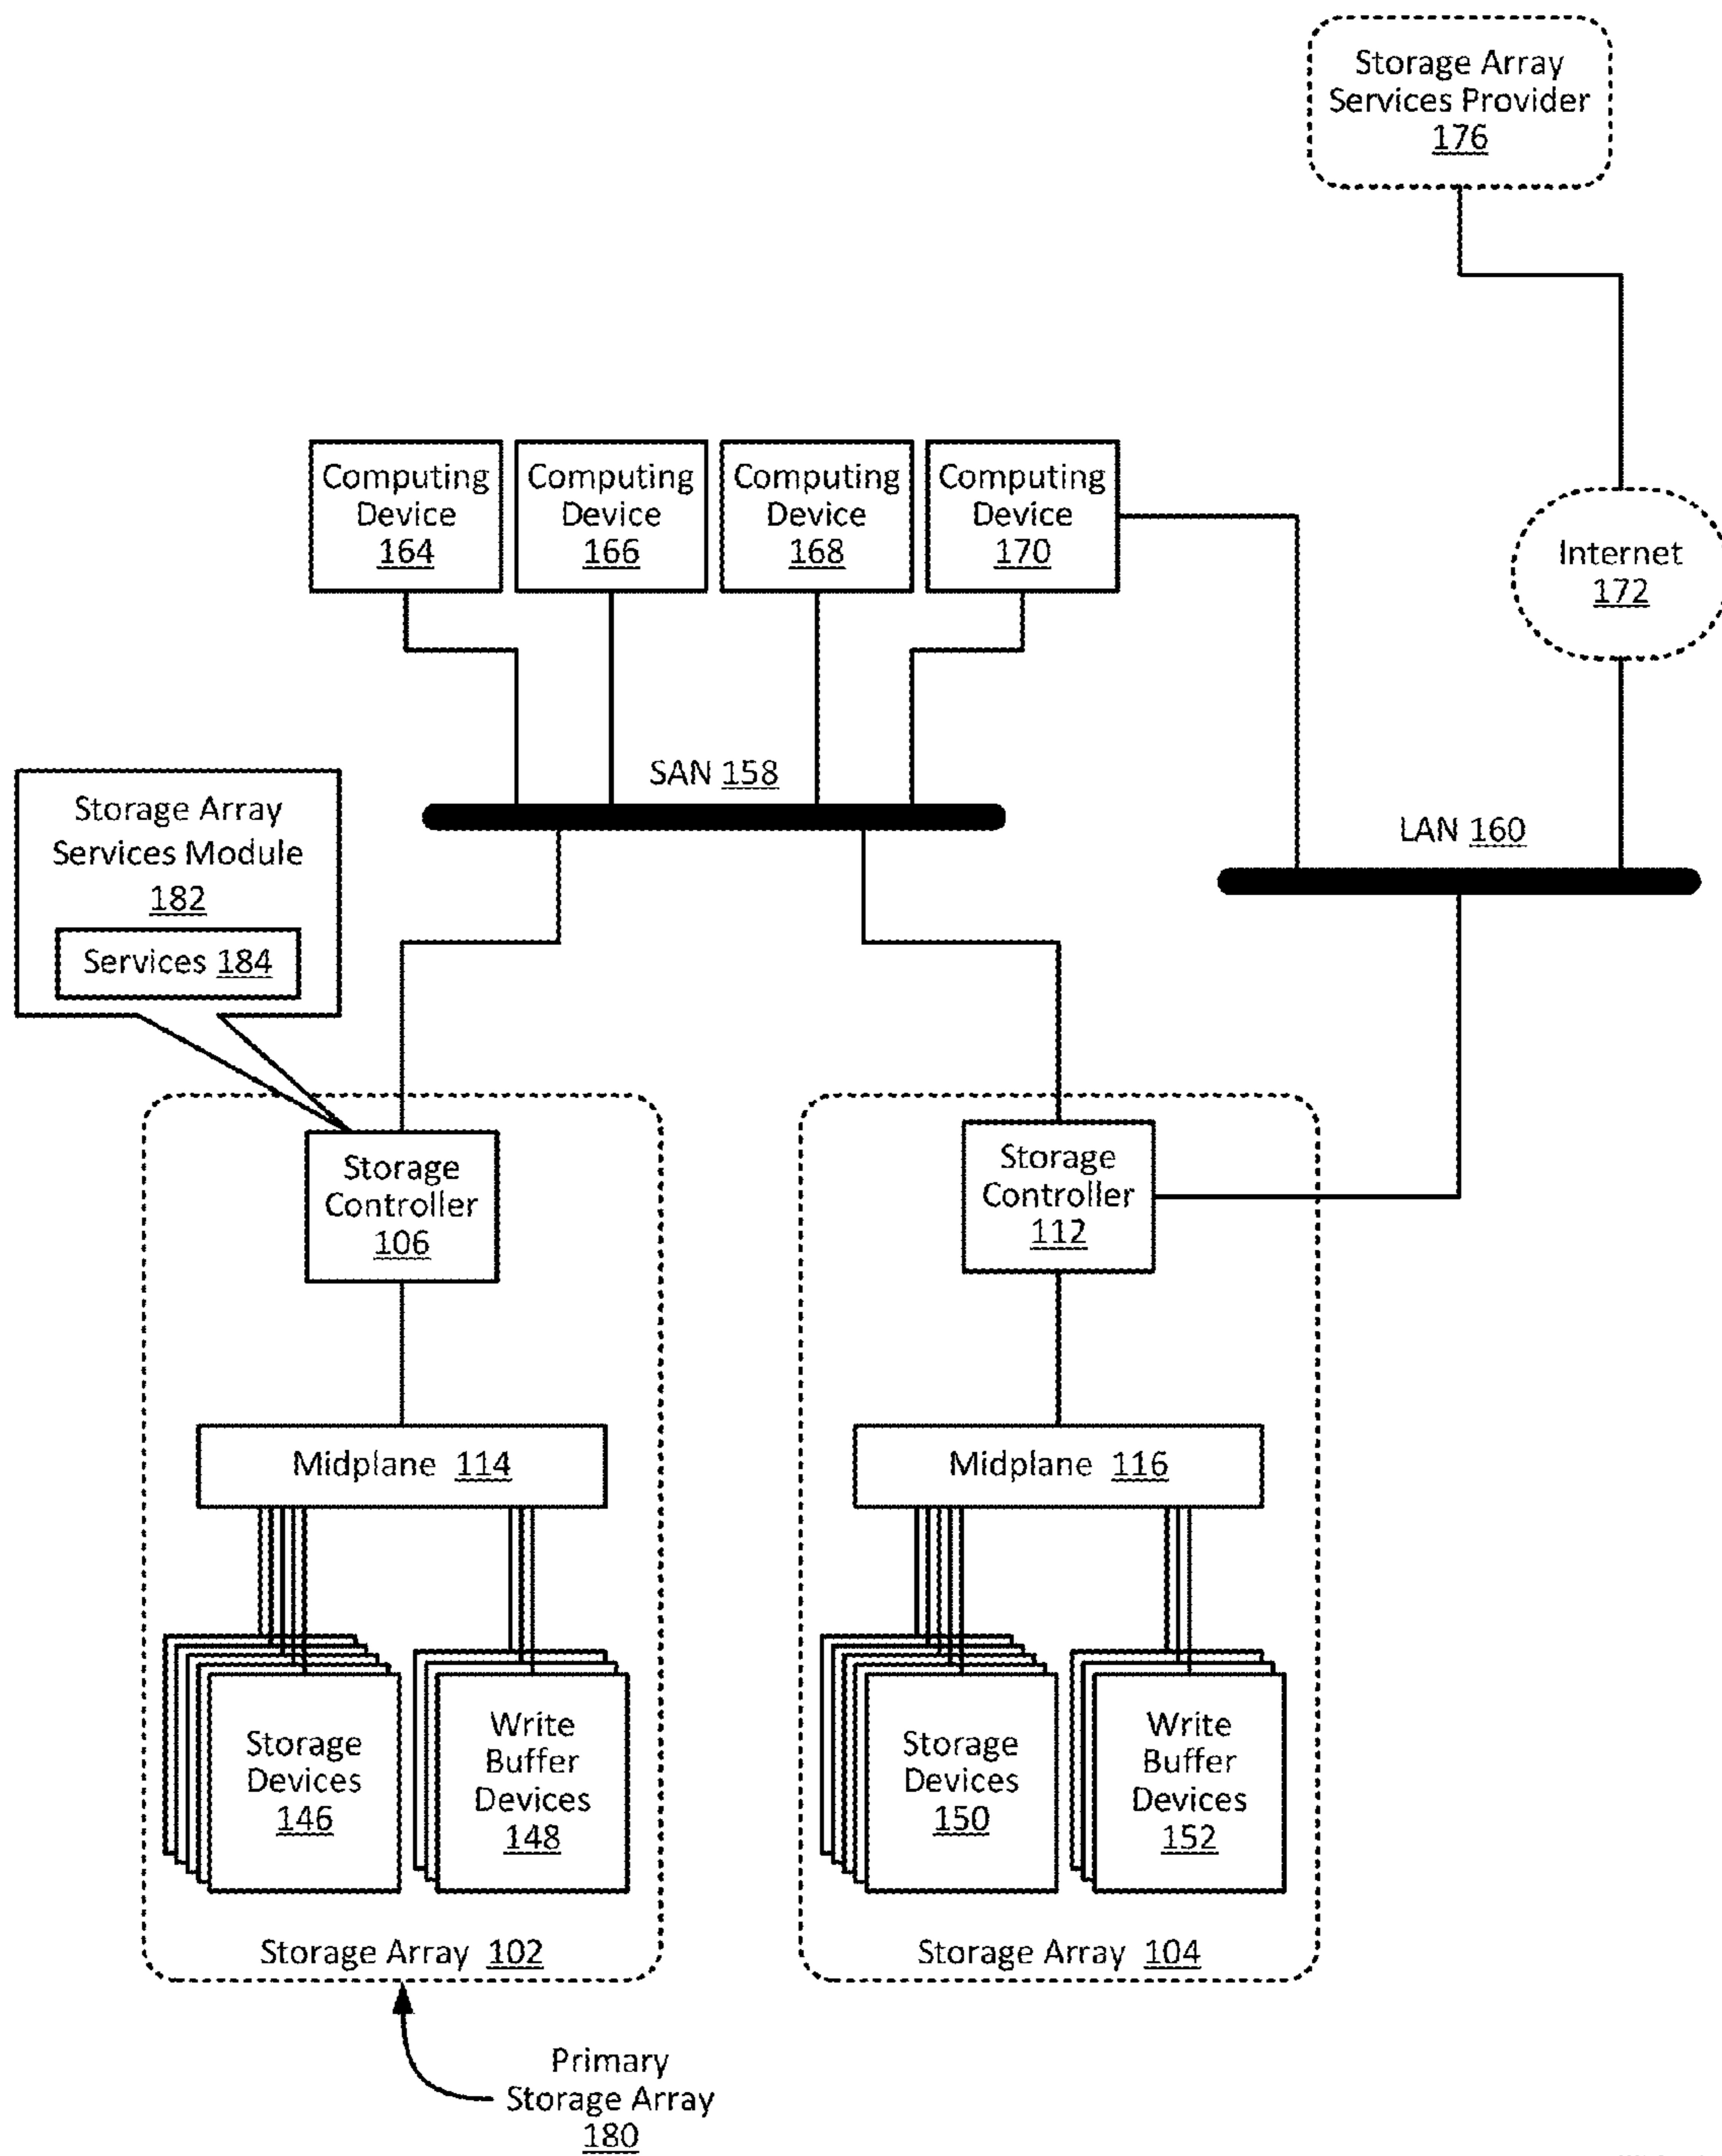 Storage Array
Services Provider
176
Computing
Device
164
Computing
Device
166
Computing
Device
168
Computing
Device
170
Internet
172
SAN 158
LAN 160
Storage Array
Services Module
182
Services 184
Storage
Controller
106
Storage
Controller
112
Midplane 114
Midplane 116
Storage
Devices
146
Write
Buffer
Devices
148
Storage
Devices
150
Write
Buffer
Devices
152
Storage Array 102
Storage Array 104
Primary
Storage Array
180